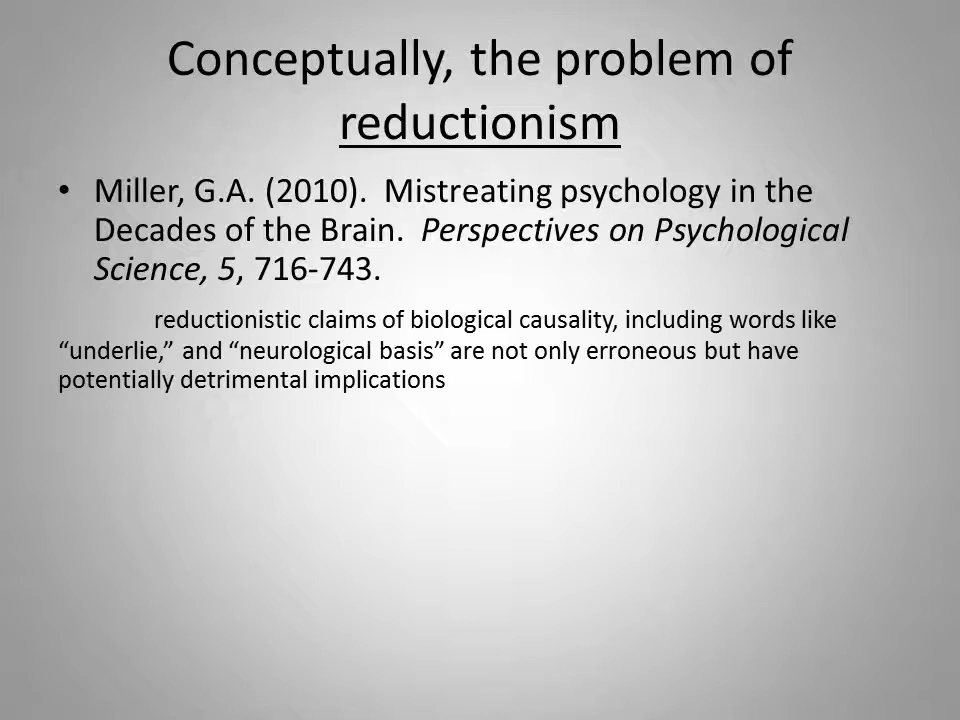 Conceptually, the problem of
reductionism
• Miller, G.A. (2010).  Mistreating psychology in the
Decades of the Brain.  Perspectives on Psychological
Science, 5, 716-743.
reductionistic claims of biological causality, including words like
“underlie,” and “neurological basis” are not only erroneous but have
potentially detrimental implications